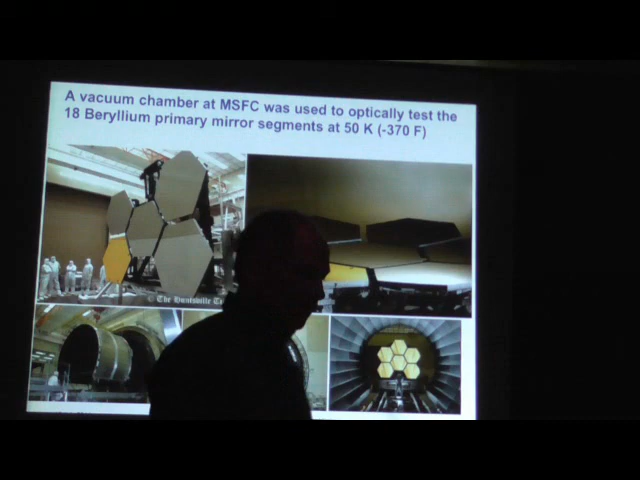 A vacuum chamber at MSFC was used to optically test the
18 Beryllium primary mirror segments at 50 K (-370 F)
© The Huntsville